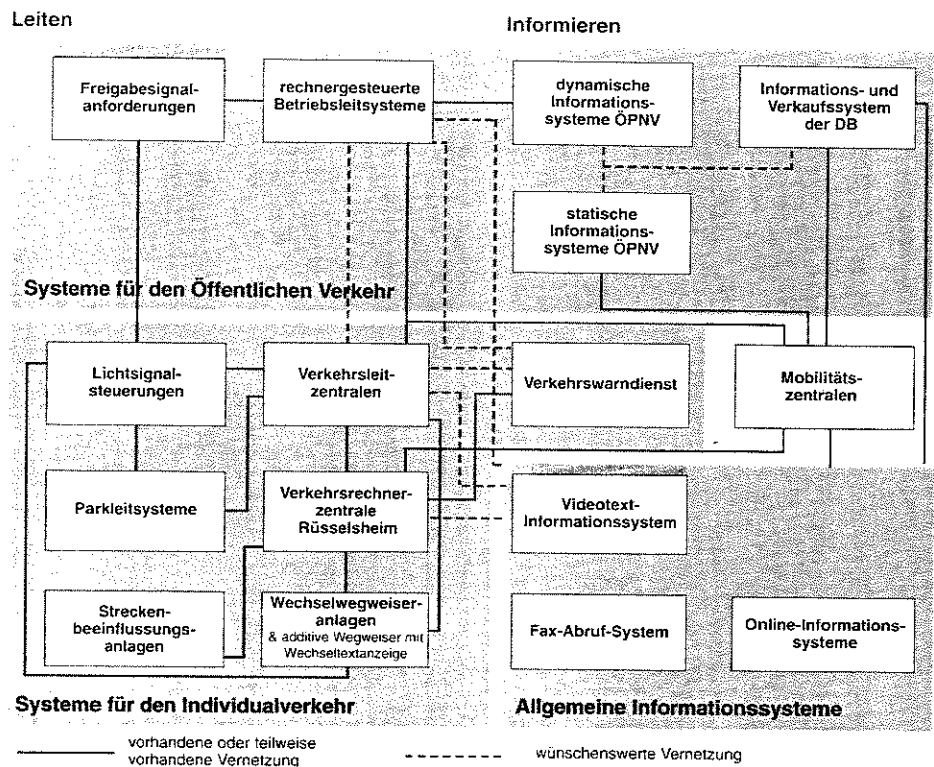 Leiten
Informieren
Freigabesignal-
anforderungen
rechnergesteuerte
Betriebsleitsysteme
dynamische
Informations-
systeme ÖPNV
Informations- und
Verkaufssystem
der DB
statische
Informations-
systeme ÖPNV
Systeme für den Öffentlichen Verkehr
Lichtsignal-
steuerungen
Verkehrsleit-
zentralen
Verkehrswarndienst
Mobilitäts-
zentralen
Parkleitsysteme
Verkehrsrechner-
zentrale
Rüsselsheim
Videotext-
Informationssystem
Strecken-
beeinflussungs-
anlagen
Wechselwegweiser-
anlagen
& additive Wegweiser mit
Wechseltextanzeige
Fax-Abruf-System
Online-Informations-
systeme
Systeme für den Individualverkehr
Allgemeine Informationssysteme
vorhandene oder teilweise
vorhandene Vernetzung
wünschenswerte Vernetzung